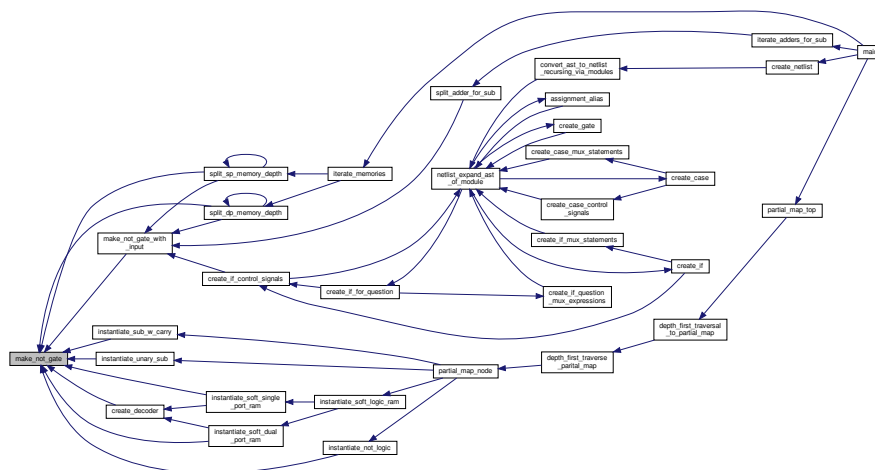 iterate_adders_for_sub
main
convert_ast_to_netlist
_recursing_via_modules
create_netlist
split_adder_for_sub
assignment_alias
create_gate
create_case_mux_statements
split_sp_memory_depth
iterate_memories
netlist_expand_ast
_of_module
create_case
split_dp_memory_depth
create_case_control
_signals
partial_map_top
make_not_gate_with
_input
create_if_mux_statements
create_if_control_signals
create_if
create_if_for_question
create_if_question
_mux_expressions
instantiate_sub_w_carry
depth_first_traversal
_to_partial_map
make_not_gate
instantiate_unary_sub
partial_map_node
depth_first_traverse
_parital_map
instantiate_soft_single
_port_ram
instantiate_soft_logic_ram
create_decoder
instantiate_soft_dual
_port_ram
instantiate_not_logic